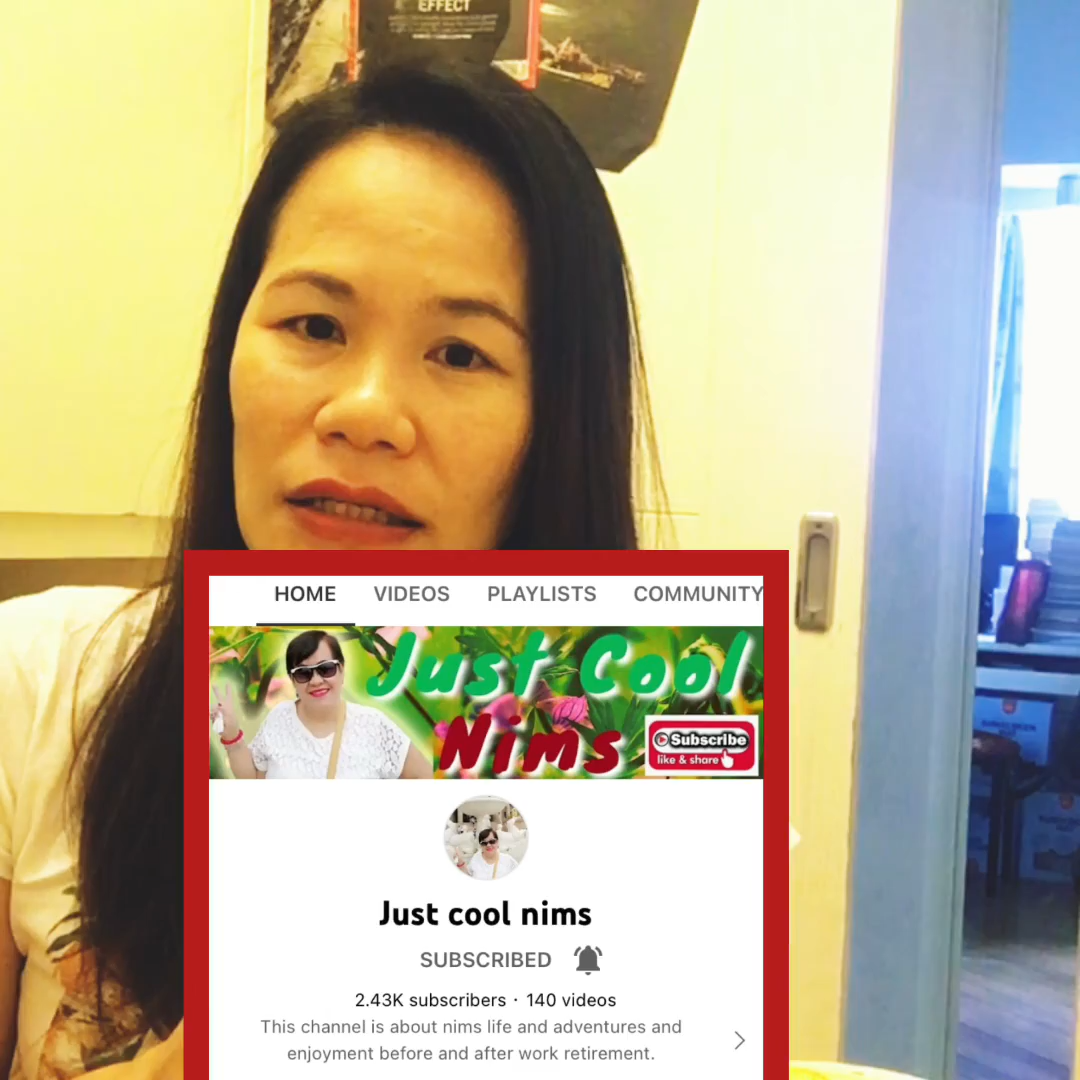 EFFECT
HOME VIDEOS PLAYLISTS COMMUNITY
Just Cool
Nims
Subscribe
like & share
Just cool nims
SUBSCRIBED
2.43K subscribers · 140 videos
This channel is about nims life and adventures and
enjoyment before and after work retirement.